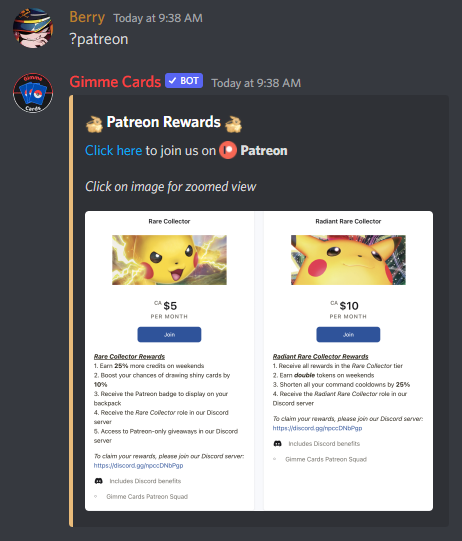 Berry Today at 9:38 AM
?patreon
Gimme Cards ✓ BOT Today at 9:38 AM
Gimme
Cards
Patreon Rewards
Click here to join us on Patreon
Click on image for zoomed view
Rare Collector
CA $5
PER MONTH
Join
Rare Collector Rewards
1. Earn 25% more credits on weekends
2. Boost your chances of drawing shiny cards by
10%
3. Receive the Patreon badge to display on your
backpack
4. Receive the Rare Collector role in our Discord
server
5. Access to Patreon-only giveaways in our Discord
server
To claim your rewards, please join our Discord server:
https://discord.gg/npccDNbPgp
Includes Discord benefits
Gimme Cards Patreon Squad
Radiant Rare Collector
CA $10
PER MONTH
Join
Radiant Rare Collector Rewards
1. Receive all rewards in the Rare Collector tier
2. Earn double tokens on weekends
3. Shorten all your command cooldowns by 25%
4. Receive the Radiant Rare Collector role in our
Discord server
To claim your rewards, please join our Discord server:
https://discord.gg/npccDNbPgp
Includes Discord benefits
Gimme Cards Patreon Squad